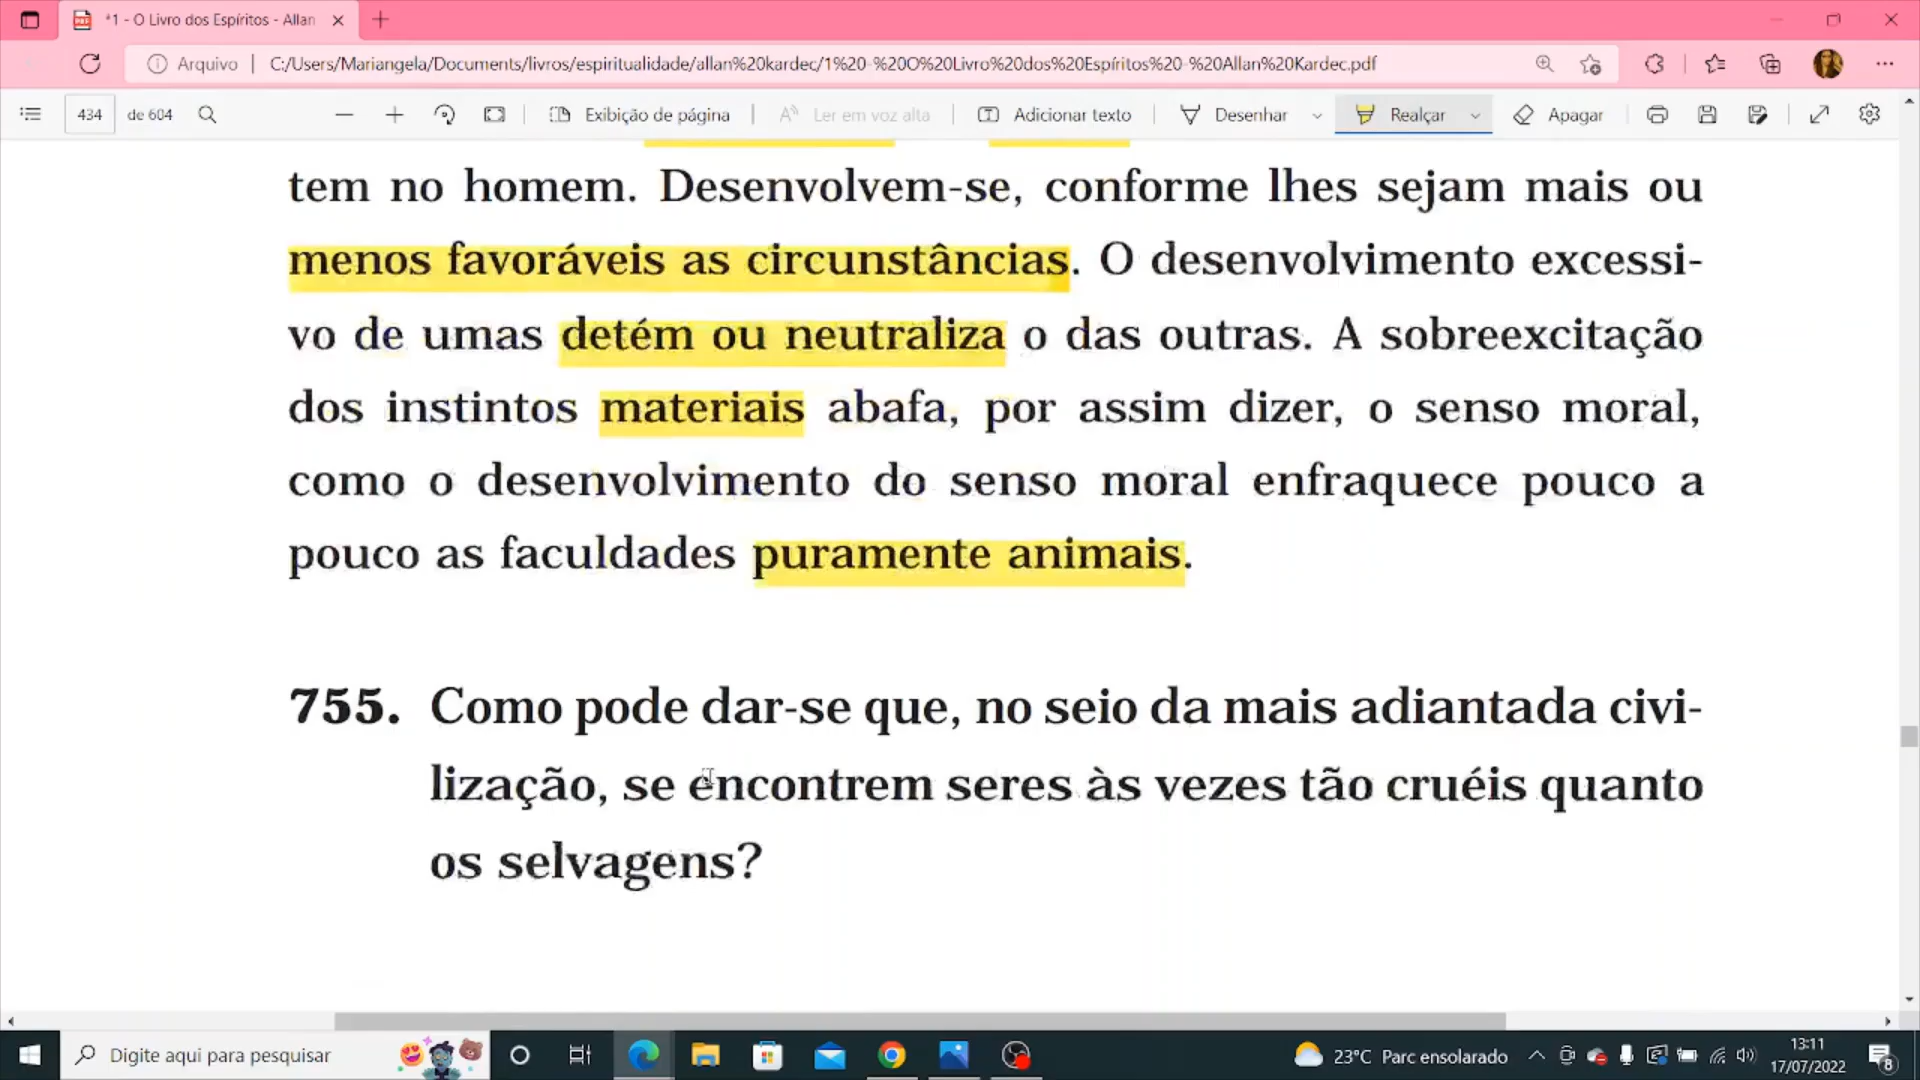 *1 - O Livro dos Espíritos - Allan
Arquivo
C:/Users/Mariangela/Documents/livros/espiritualidade/allan%20kardec/1%20-%20O%20Livro%20dos%20Espíritos%20-%20Allan%20Kardec.pdf
434 de 604
Exibição de página
Ler em voz alta
Adicionar texto
Desenhar
Realçar
Apagar
tem no homem. Desenvolvem-se, conforme lhes sejam mais ou
menos favoráveis as circunstâncias. O desenvolvimento excessi-
vo de umas detém ou neutraliza o das outras. A sobreexcitação
dos instintos materiais abafa, por assim dizer, o senso moral,
como o desenvolvimento do senso moral enfraquece pouco a
pouco as faculdades puramente animais.
755. Como pode dar-se que, no seio da mais adiantada civi-
lização, se encontrem seres às vezes tão cruéis quanto
os selvagens?
Digite aqui para pesquisar
23°C Parc ensolarado
13:11
17/07/2022
8